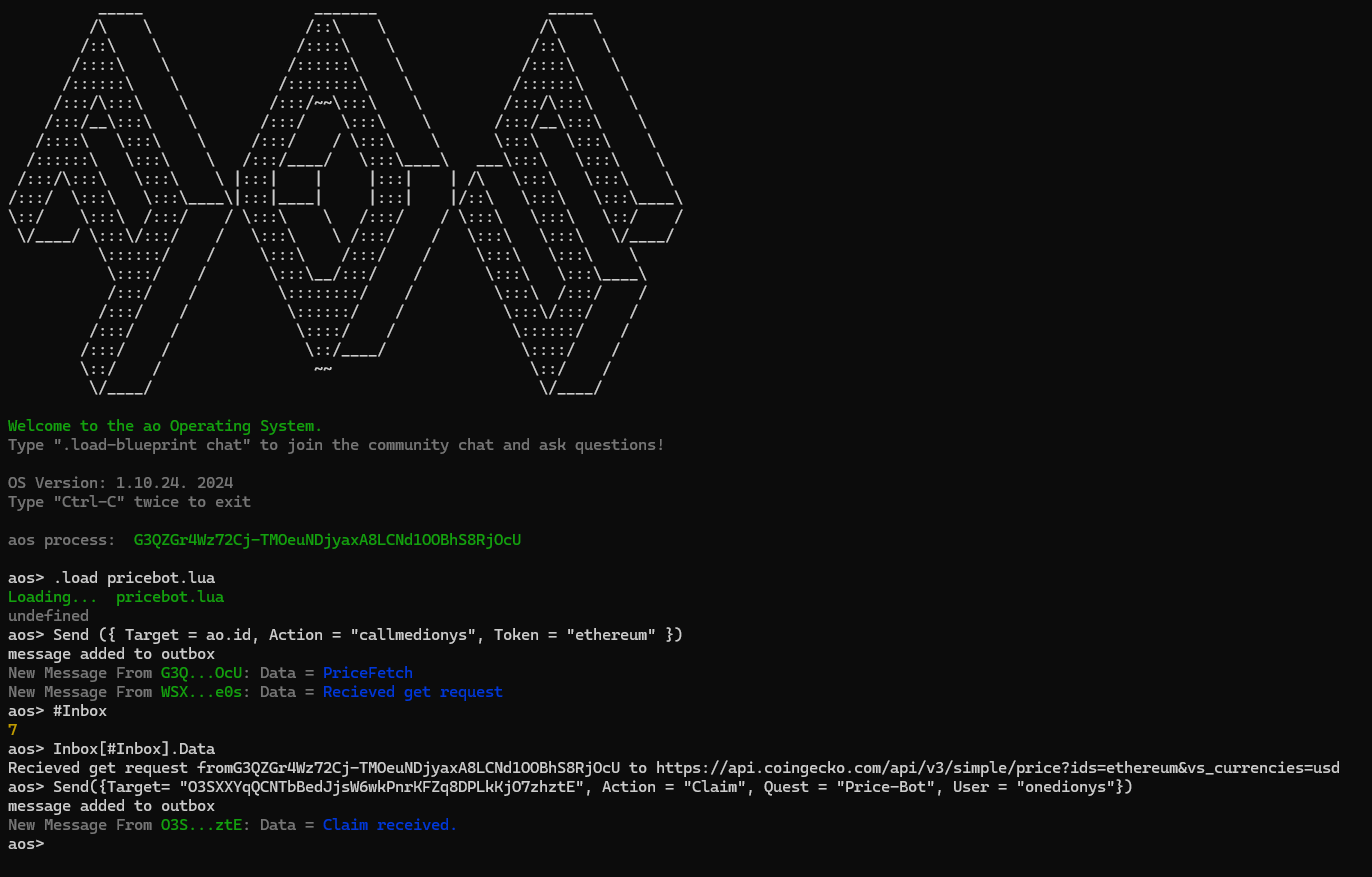 Welcome to the ao Operating System.
Type ".load-blueprint chat" to join the community chat and ask questions!
OS Version: 1.10.24. 2024
Type "Ctrl-C" twice to exit
aos process:  G3QZGr4Wz72Cj-TMOeuNDjyaxA8LCNd1OOBhS8RjOcU
aos> .load pricebot.lua
Loading...  pricebot.lua
undefined
aos> Send ({ Target = ao.id, Action = "callmedionys", Token = "ethereum" })
message added to outbox
New Message From G3Q...OcU: Data = PriceFetch
New Message From WSX...e0s: Data = Recieved get request
aos> #Inbox
7
aos> Inbox[#Inbox].Data
Recieved get request fromG3QZGr4Wz72Cj-TMOeuNDjyaxA8LCNd1OOBhS8RjOcU to https://api.coingecko.com/api/v3/simple/price?ids=ethereum&vs_currencies=usd
aos> Send({Target= "O3SXXYqQCNTbBedJjsW6wkPnrKFZq8DPLkKjO7zhztE", Action = "Claim", Quest = "Price-Bot", User = "onedionys"})
message added to outbox
New Message From O3S...ztE: Data = Claim received.
aos>